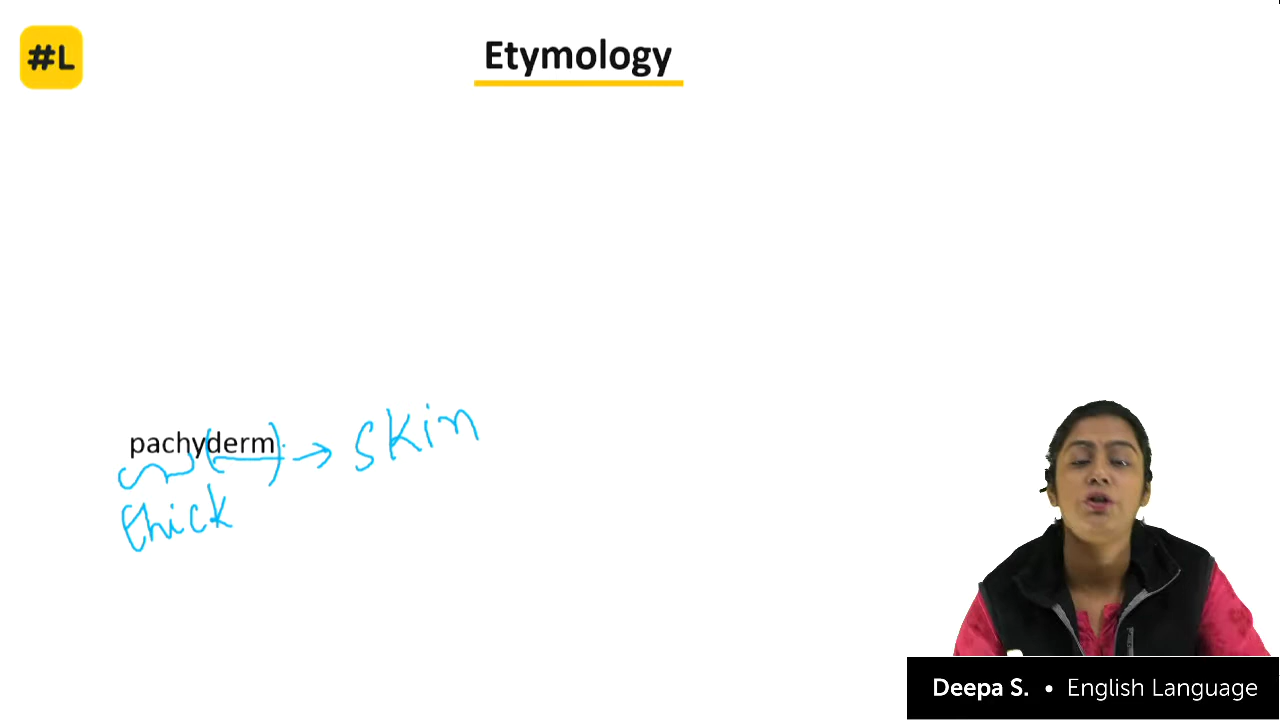 #L
Etymology
pachyderm → skin
thick
Deepa S. • English Language